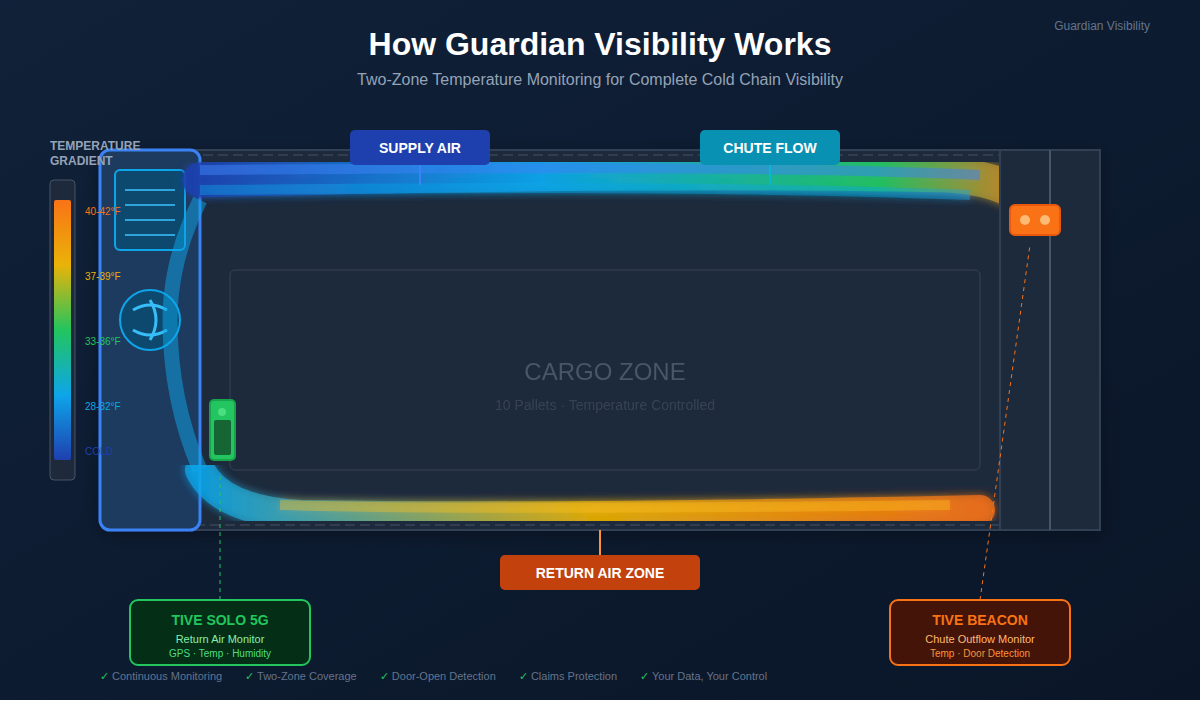 Guardian Visibility
How Guardian Visibility Works
Two-Zone Temperature Monitoring for Complete Cold Chain Visibility
TEMPERATURE
GRADIENT
SUPPLY AIR
CHUTE FLOW
40-42°F
37-39°F
33-36°F
28-32°F
COLD
CARGO ZONE
10 Pallets · Temperature Controlled
RETURN AIR ZONE
TIVE SOLO 5G
Return Air Monitor
GPS · Temp · Humidity
TIVE BEACON
Chute Outflow Monitor
Temp · Door Detection
✓ Continuous Monitoring ✓ Two-Zone Coverage ✓ Door-Open Detection ✓ Claims Protection ✓ Your Data, Your Control